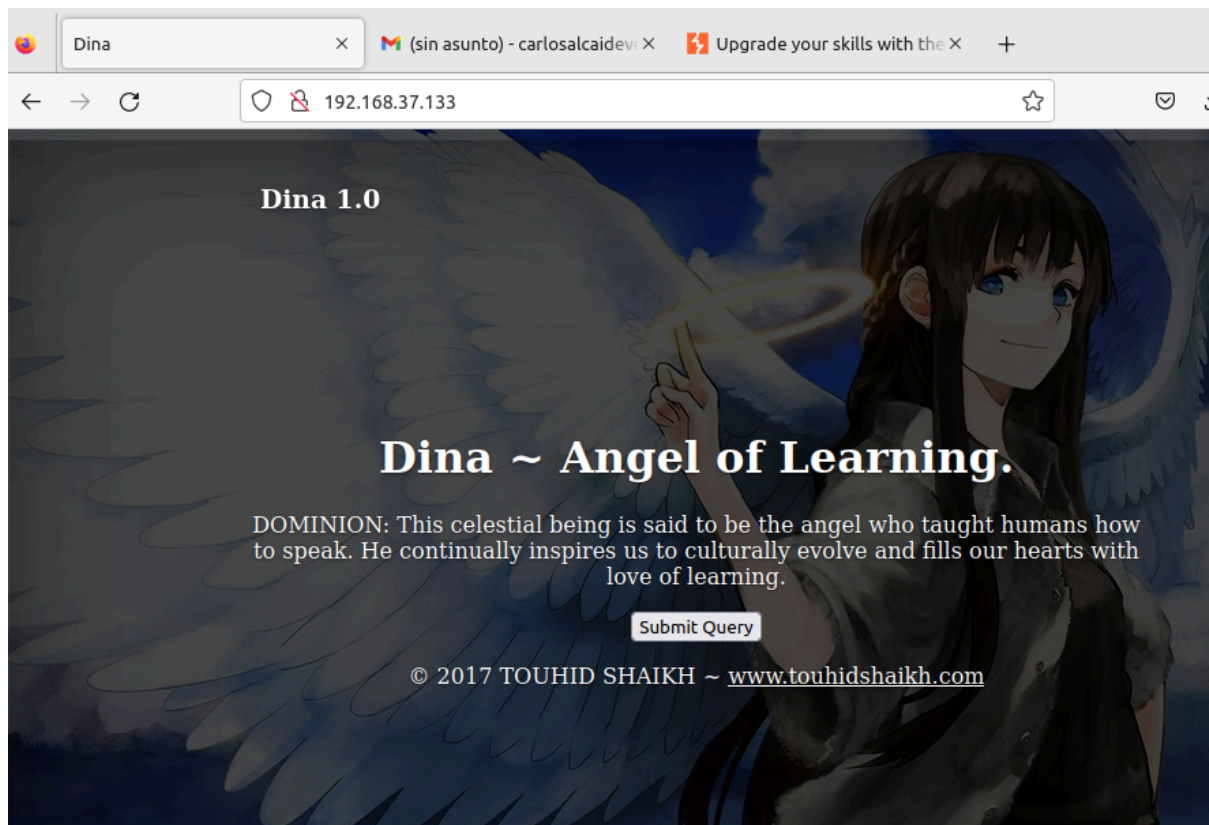 Dina
(sin asunto) - carlosalcaidev
Upgrade your skills with the
192.168.37.133
Dina 1.0
Dina ~ Angel of Learning.
DOMINION: This celestial being is said to be the angel who taught humans how
to speak. He continually inspires us to culturally evolve and fills our hearts with
love of learning.
Submit Query
© 2017 TOUHID SHAIKH ~ www.touhidshaikh.com